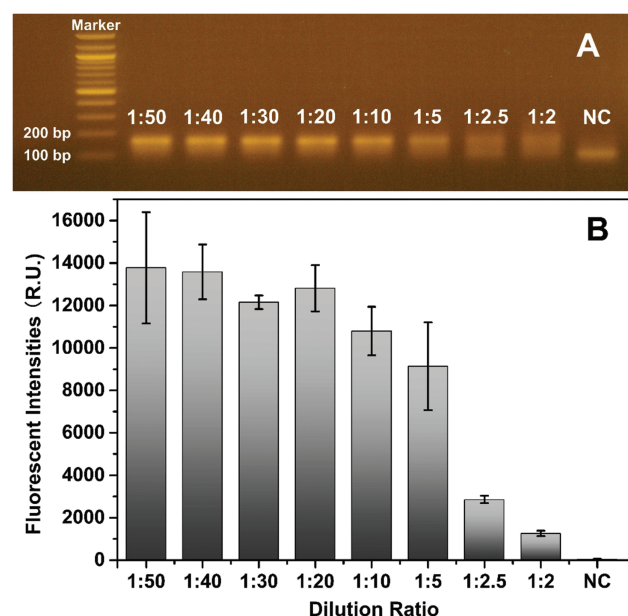 Marker
A
1:50 1:40 1:30 1:20 1:10 1:5 1:2.5 1:2 NC
200 bp
100 bp
B
Fluorescent Intensities (R.U.)
16000
14000
12000
10000
8000
6000
4000
2000
0
1:50 1:40 1:30 1:20 1:10 1:5 1:2.5 1:2 NC
Dilution Ratio